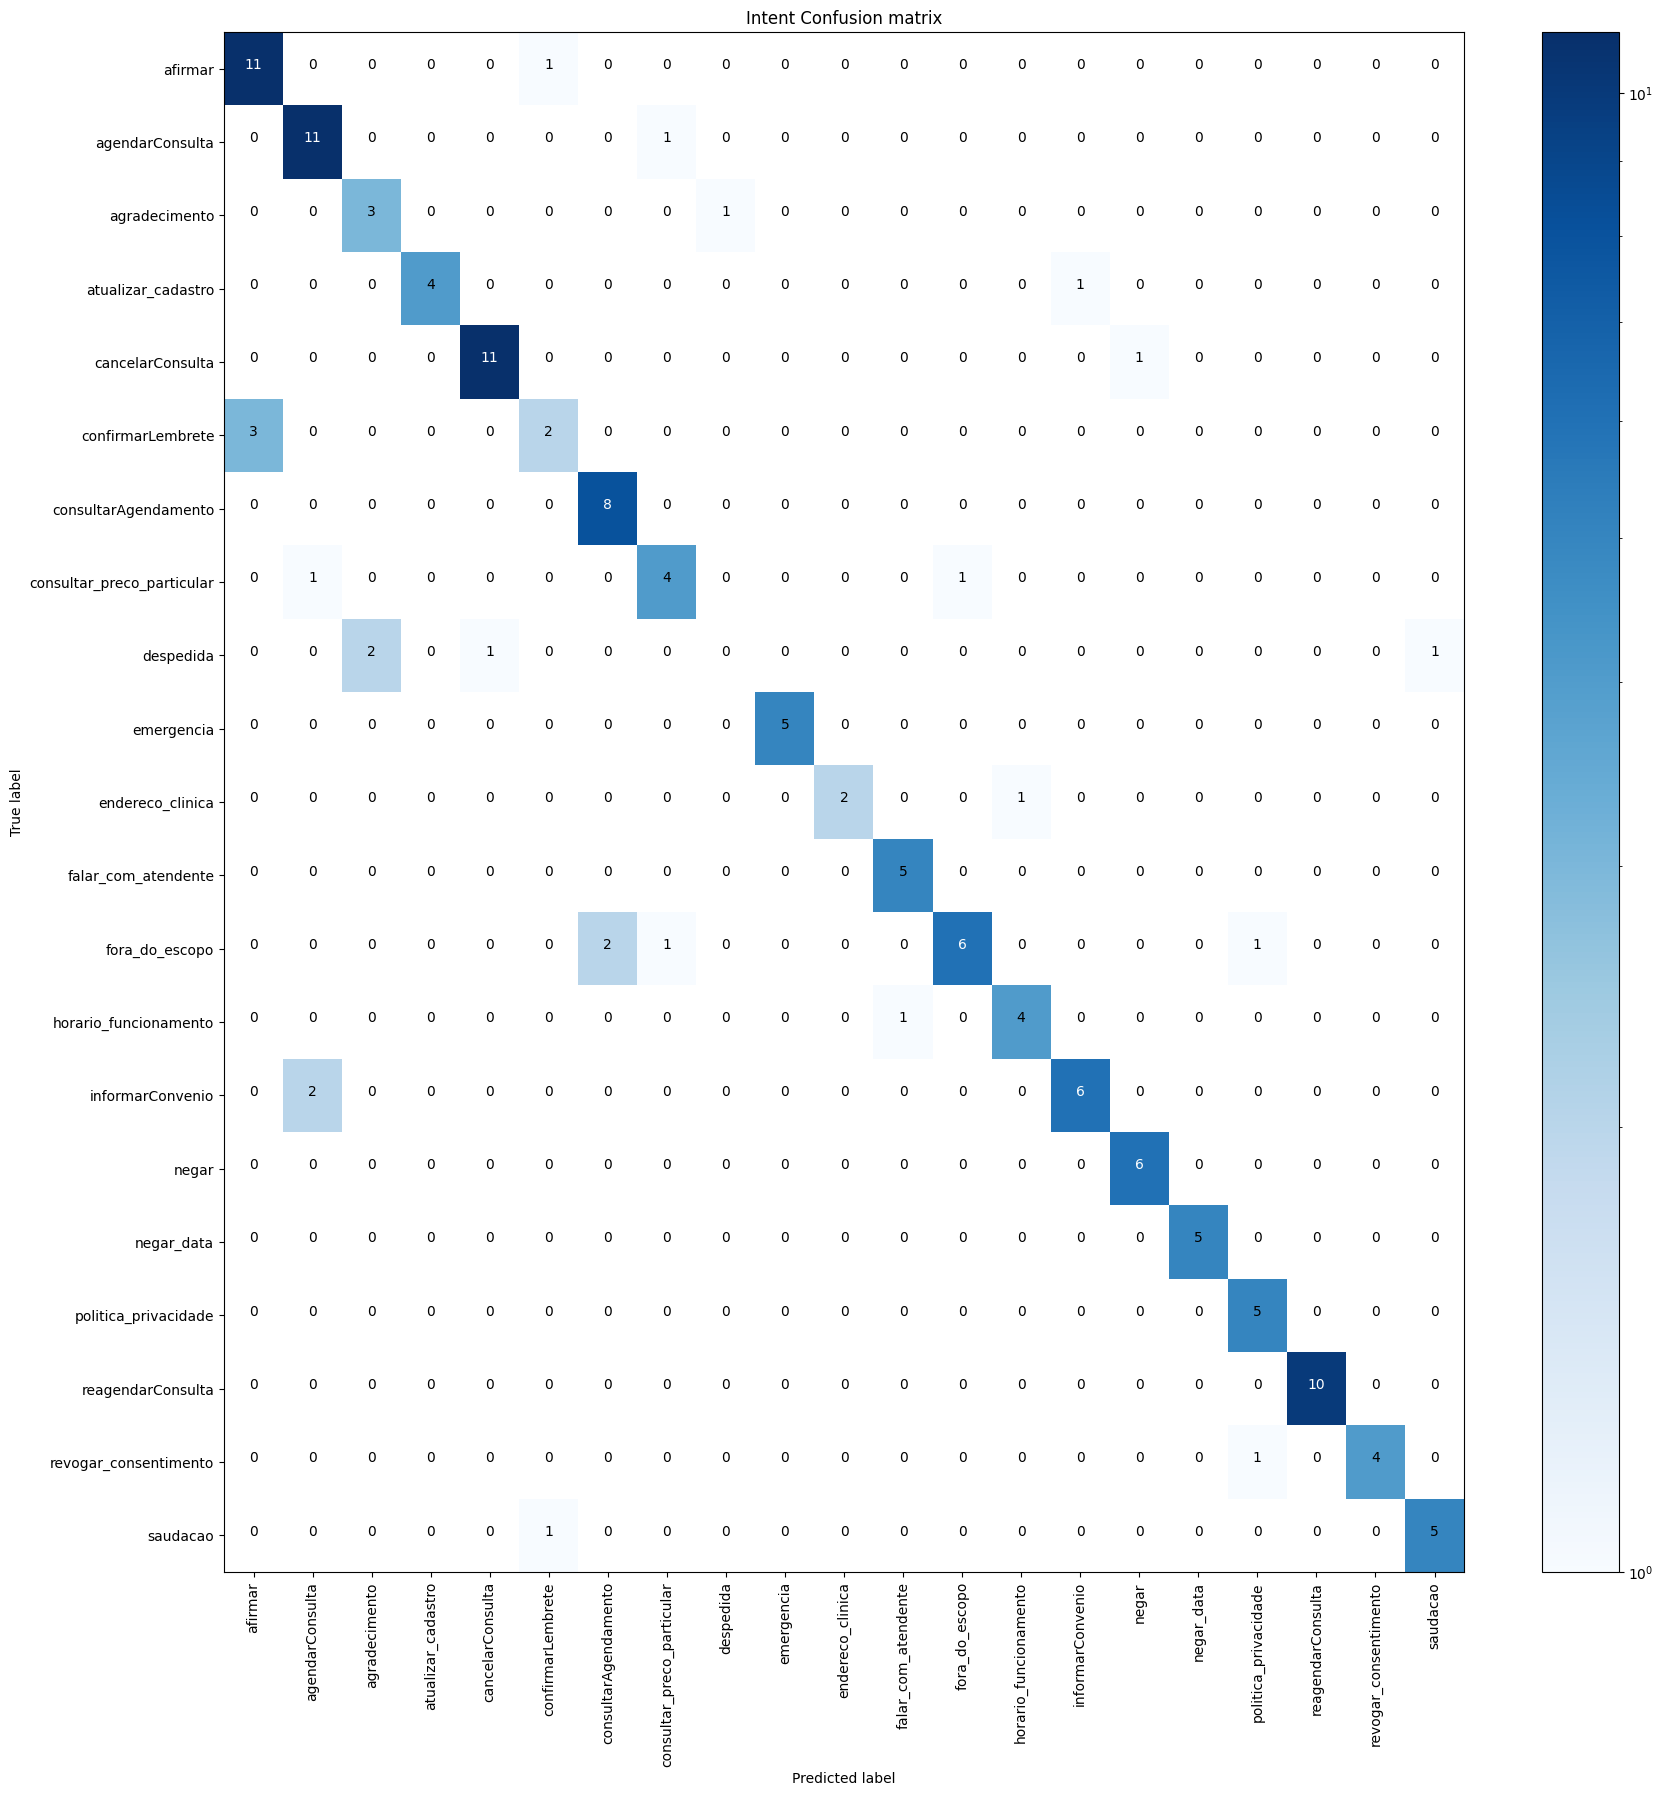 Intent Confusion matrix
afirmar 11 0 0 0 0 1 0 0 0 0 0 0 0 0 0 0 0 0 0 0 0
agendarConsulta 0 11 0 0 0 0 0 1 0 0 0 0 0 0 0 0 0 0 0 0 0
agradecimento 0 0 3 0 0 0 0 0 1 0 0 0 0 0 0 0 0 0 0 0 0
atualizar_cadastro 0 0 0 4 0 0 0 0 0 0 0 0 0 0 1 0 0 0 0 0 0
cancelarConsulta 0 0 0 0 11 0 0 0 0 0 0 0 0 0 0 1 0 0 0 0 0
confirmarLembrete 3 0 0 0 0 2 0 0 0 0 0 0 0 0 0 0 0 0 0 0 0
consultarAgendamento 0 0 0 0 0 0 8 0 0 0 0 0 0 0 0 0 0 0 0 0 0
consultar_preco_particular 0 1 0 0 0 0 0 4 0 0 0 0 1 0 0 0 0 0 0 0 0
despedida 0 0 2 0 1 0 0 0 0 0 0 0 0 0 0 0 0 0 0 0 1
emergencia 0 0 0 0 0 0 0 0 0 5 0 0 0 0 0 0 0 0 0 0 0
endereco_clinica 0 0 0 0 0 0 0 0 0 0 2 0 0 1 0 0 0 0 0 0 0
falar_com_atendente 0 0 0 0 0 0 0 0 0 0 0 5 0 0 0 0 0 0 0 0 0
fora_do_escopo 0 0 0 0 0 0 2 1 0 0 0 0 6 0 0 0 0 1 0 0 0
horario_funcionamento 0 0 0 0 0 0 0 0 0 0 0 1 0 4 0 0 0 0 0 0 0
informarConvenio 0 2 0 0 0 0 0 0 0 0 0 0 0 0 6 0 0 0 0 0 0
negar 0 0 0 0 0 0 0 0 0 0 0 0 0 0 0 6 0 0 0 0 0
negar_data 0 0 0 0 0 0 0 0 0 0 0 0 0 0 0 0 5 0 0 0 0
politica_privacidade 0 0 0 0 0 0 0 0 0 0 0 0 0 0 0 0 0 5 0 0 0
reagendarConsulta 0 0 0 0 0 0 0 0 0 0 0 0 0 0 0 0 0 0 10 0 0
revogar_consentimento 0 0 0 0 0 0 0 0 0 0 0 0 0 0 0 0 0 1 0 4 0
saudacao 0 0 0 0 0 1 0 0 0 0 0 0 0 0 0 0 0 0 0 0 5
True label
afirmar
agendarConsulta
agradecimento
atualizar_cadastro
cancelarConsulta
confirmarLembrete
consultarAgendamento
consultar_preco_particular
despedida
emergencia
endereco_clinica
falar_com_atendente
fora_do_escopo
horario_funcionamento
informarConvenio
negar
negar_data
politica_privacidade
reagendarConsulta
revogar_consentimento
saudacao
Predicted label
10¹
10⁰